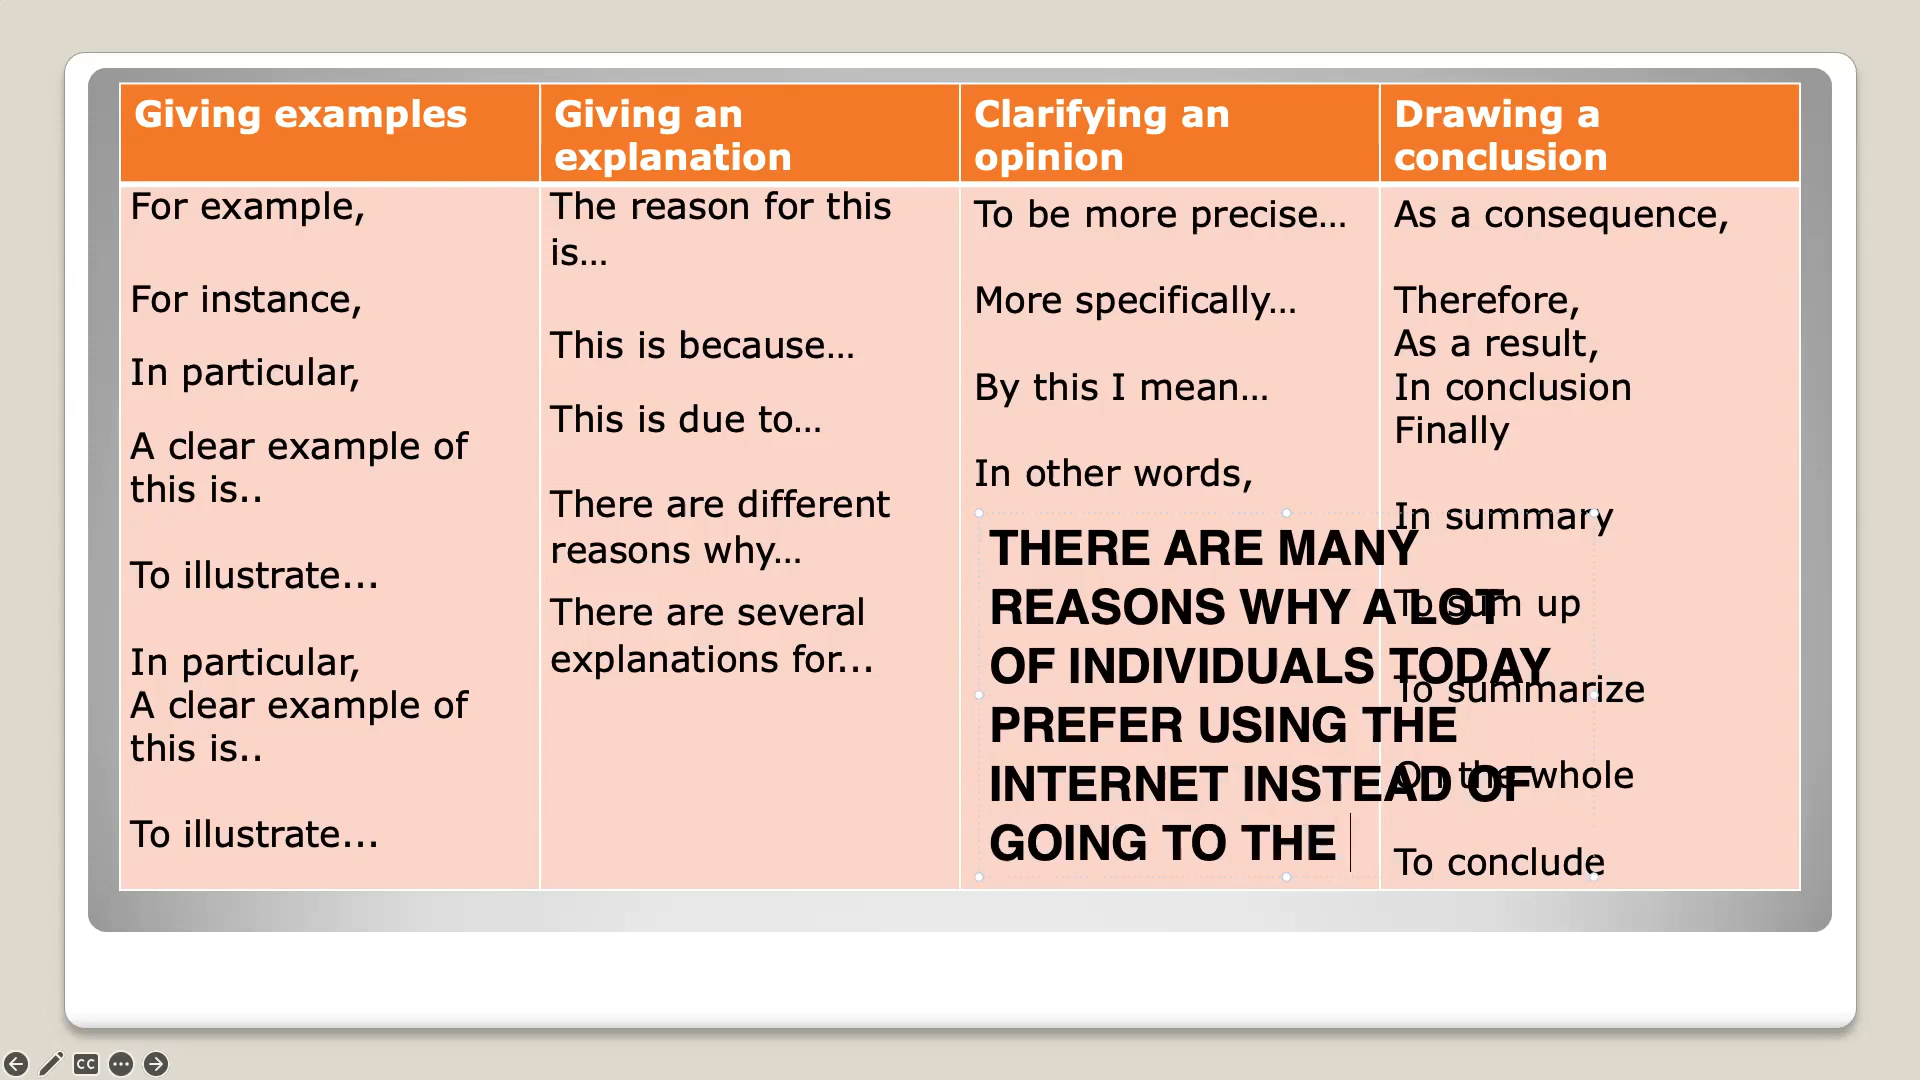 Giving examples
Giving an
explanation
Clarifying an
opinion
Drawing a
conclusion
For example,
For instance,
In particular,
A clear example of
this is..
To illustrate...
In particular,
A clear example of
this is..
To illustrate...
The reason for this
is…
This is because…
This is due to…
There are different
reasons why…
There are several
explanations for...
To be more precise…
More specifically…
By this I mean…
In other words,
THERE ARE MANY
REASONS WHY A LOT
OF INDIVIDUALS TODAY
PREFER USING THE
INTERNET INSTEAD OF
GOING TO THE
As a consequence,
Therefore,
As a result,
In conclusion
Finally
In summary
To sum up
To summarize
On the whole
To conclude
CC